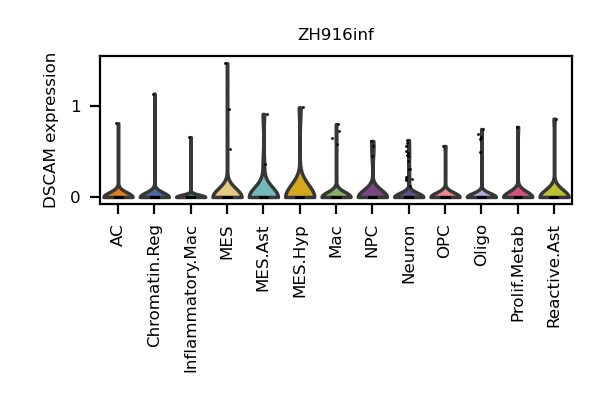 ZH916inf
DSCAM expression
1
0
AC
Chromatin.Reg
Inflammatory.Mac
MES
MES.Ast
MES.Hyp
Mac
NPC
Neuron
OPC
Oligo
Prolif.Metab
Reactive.Ast